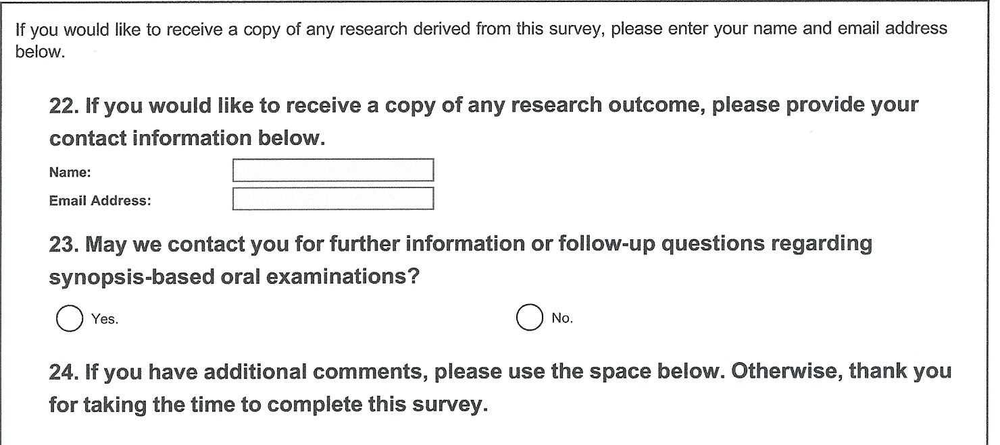 If you would like to receive a copy of any research derived from this survey, please enter your name and email address
below.
22. If you would like to receive a copy of any research outcome, please provide your
contact information below.
Name:
Email Address:
23. May we contact you for further information or follow-up questions regarding
synopsis-based oral examinations?
Yes.
No.
24. If you have additional comments, please use the space below. Otherwise, thank you
for taking the time to complete this survey.